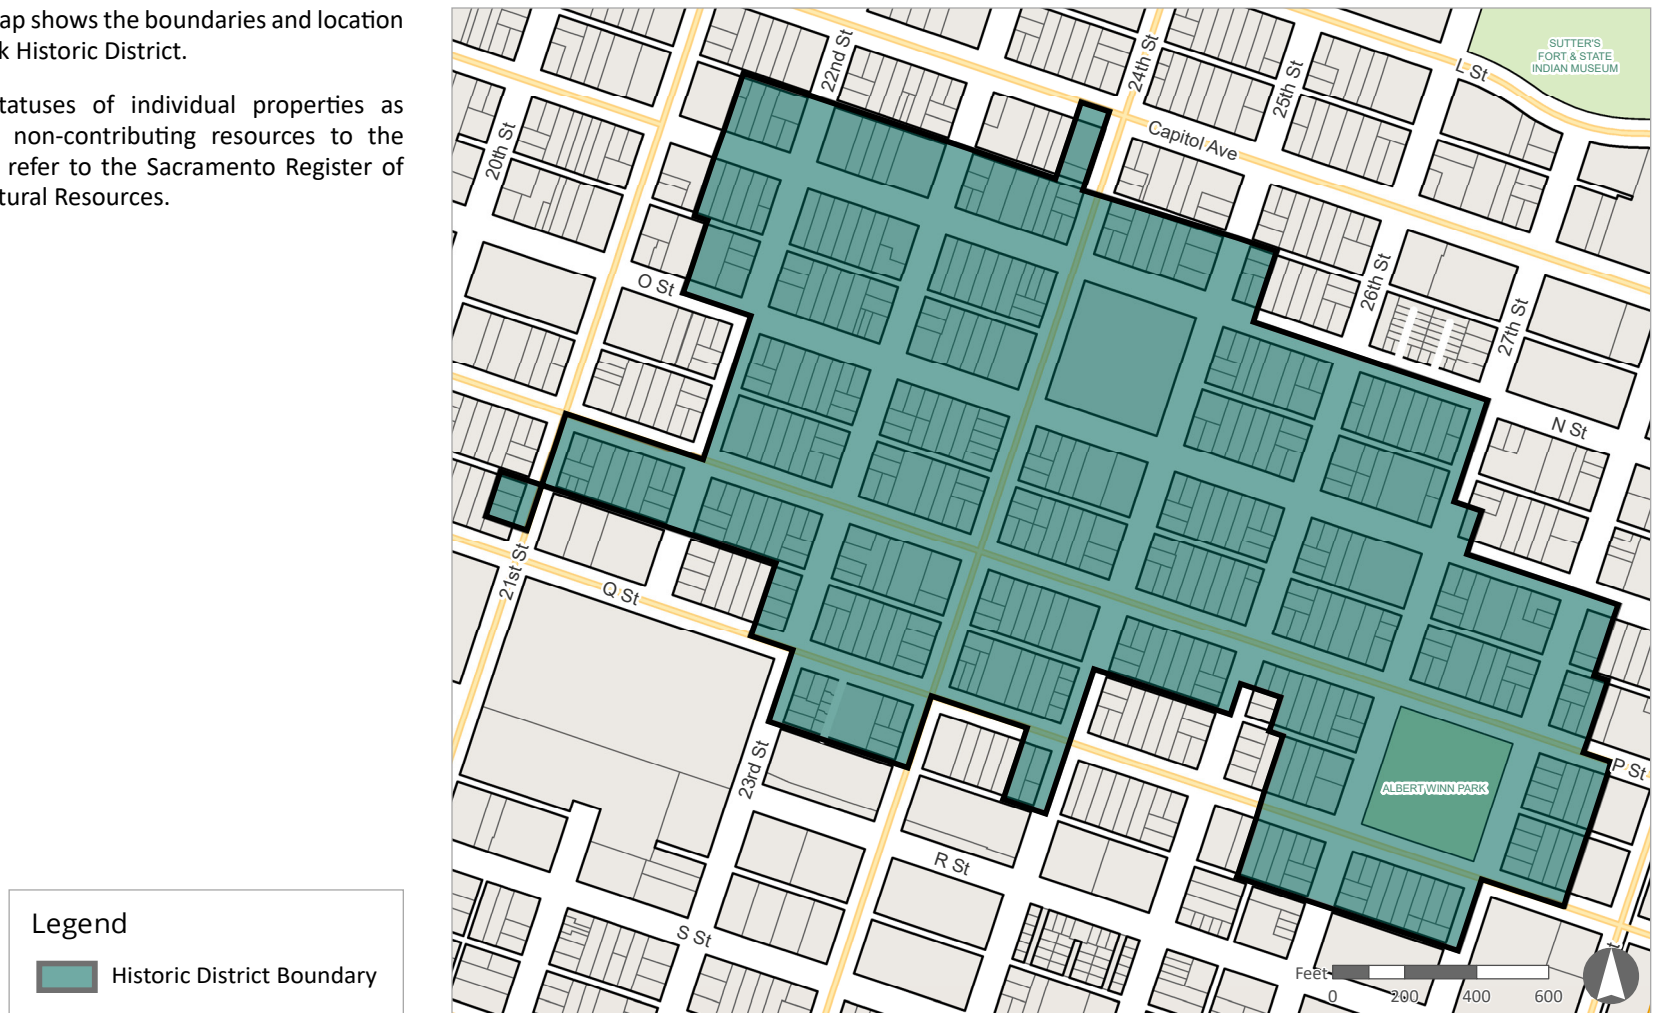 ap shows the boundaries and location
k Historic District.
tatuses of individual properties as
non-contributing resources to the
refer to the Sacramento Register of
tural Resources.
SUTTER'S
FORT & STATE
INDIAN MUSEUM
L St
22nd St
24th St
25th St
Capitol Ave
20th St
26th St
27th St
O St
N St
21st St
Q St
P St
23rd St
ALBERT WINN PARK
R St
S St
t
Legend
Historic District Boundary
Feet
0 200 400 600